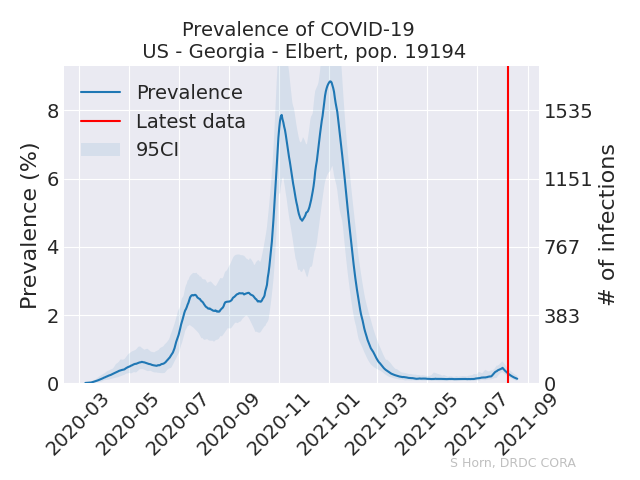 Prevalence of COVID-19
US - Georgia - Elbert, pop. 19194
Prevalence
Latest data
95CI
Prevalence (%)
8
6
4
2
0
1535
1151
767
383
0
# of infections
2020-03
2020-05
2020-07
2020-09
2020-11
2021-01
2021-03
2021-05
2021-07
2021-09
S Horn, DRDC CORA